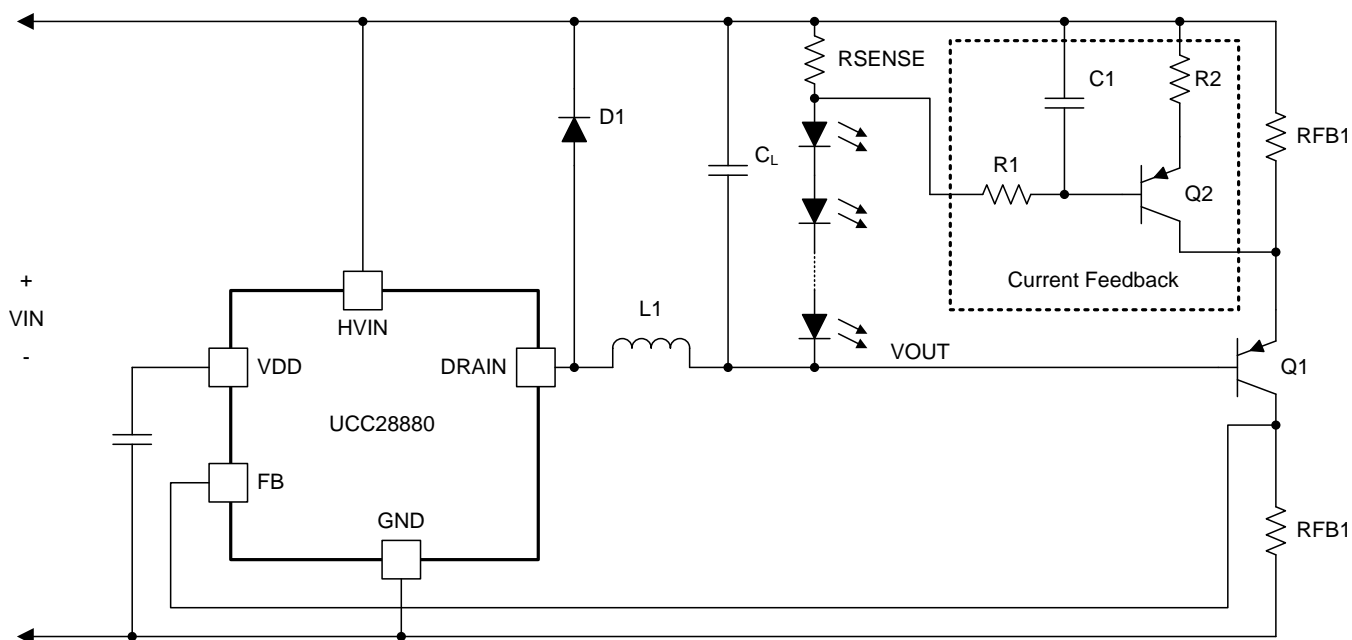 RSENSE
C1
R2
D1
RFB1
CL
R1
Q2
+
VIN
-
HVIN
L1
Current Feedback
VDD
DRAIN
VOUT
Q1
UCC28880
FB
GND
RFB1